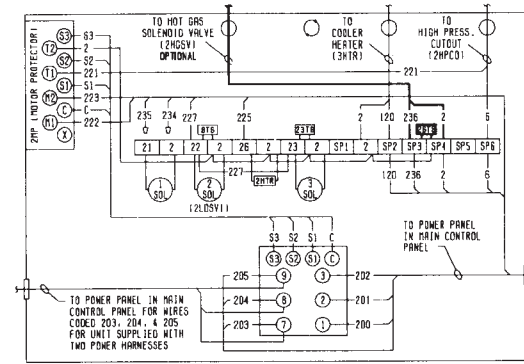 TO HOT GAS
SOLENOID VALVE
(2HGSV)
OPTIONAL
TO
COOLER
HEATER
(3HTR)
TO
HIGH PRESS.
CUTOUT
(2HPCO)
2MP (MOTOR PROTECTOR)
S3 S3
T2 2
S2 S2
T1 221
S1 S1
M2 223
C C
M1 222
X
221
235 234 227 225 2 120 236 2 6
8TB 23TB
21 2 22 2 26 2 23 2 SP1 2 SP2 SP3 SP4 SP5 SP6
227
2HTR
120 236 2 6
1
SOL
2
SOL
3
SOL
(2LDSV1)
S3 S2 S1 C
S3 S2 S1 C
205 9 3 202
204 8 2 201
203 7 1 200
TO POWER PANEL
IN MAIN CONTROL
PANEL
TO POWER PANEL IN MAIN
CONTROL PANEL FOR WIRES
CODED 203, 204, & 205
FOR UNIT SUPPLIED WITH
TWO POWER HARNESSES